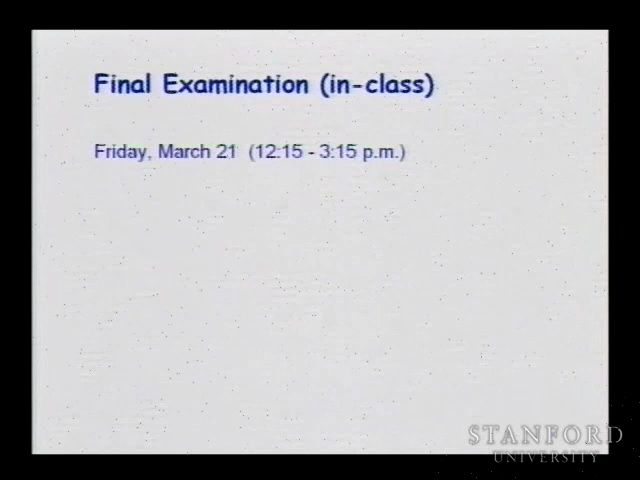 Final Examination (in-class)
Friday, March 21 (12:15 - 3:15 p.m.)
STANFORD
UNIVERSITY